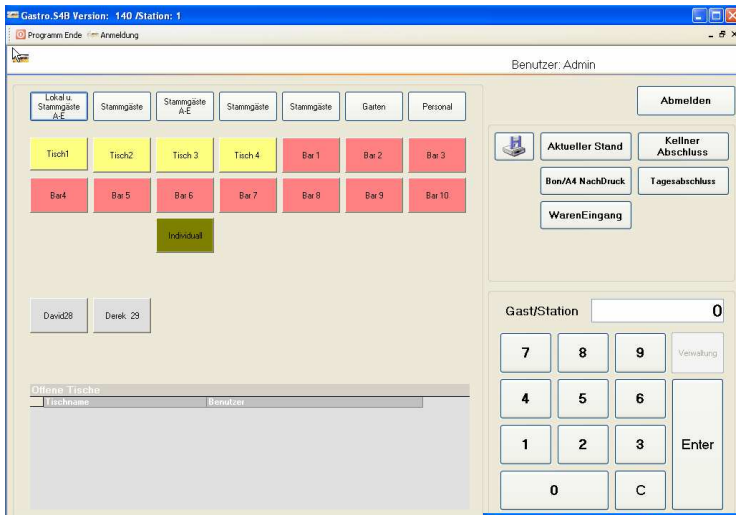 Gastro.S4B Version: 140 /Station: 1
Programm Ende Anmeldung
Benutzer: Admin
Lokal u.
Stammgäste
A-E
Stammgäste
Stammgäste
A-E
Stammgäste
Stammgäste
Garten
Personal
Abmelden
Tisch1
Tisch2
Tisch 3
Tisch 4
Bar 1
Bar 2
Bar 3
Aktueller Stand
Kellner
Abschluss
Bar4
Bar 5
Bar 6
Bar 7
Bar 8
Bar 9
Bar 10
Bon/A4 NachDruck
Tagesabschluss
WarenEingang
Individuall
David28
Derek 29
Gast/Station 0
7 8 9 Verwaltung
Offene Tische
Tischname Benutzer
4 5 6
1 2 3 Enter
0 C